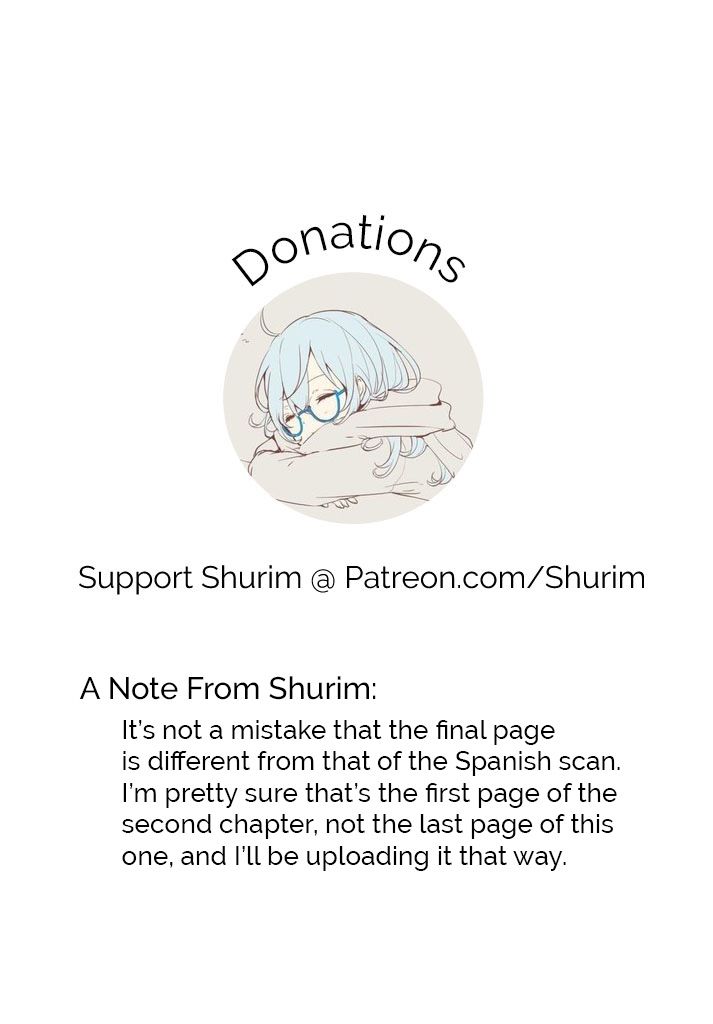 Donations
Support Shurim @ Patreon.com/Shurim
A Note From Shurim:
It's not a mistake that the final page
is different from that of the Spanish scan.
I'm pretty sure that's the first page of the
second chapter, not the last page of this
one, and I'll be uploading it that way.